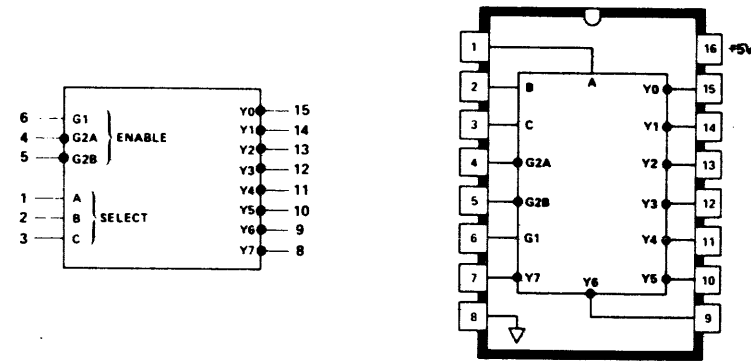 6 G1
4 G2A ENABLE
5 G2B
1 A
2 B SELECT
3 C
Y0 15
Y1 14
Y2 13
Y3 12
Y4 11
Y5 10
Y6 9
Y7 8
1 A 16 +5V
2 B Y0 15
3 C Y1 14
4 G2A Y2 13
5 G2B Y3 12
6 G1 Y4 11
7 Y7 Y6 Y5 10
8 9